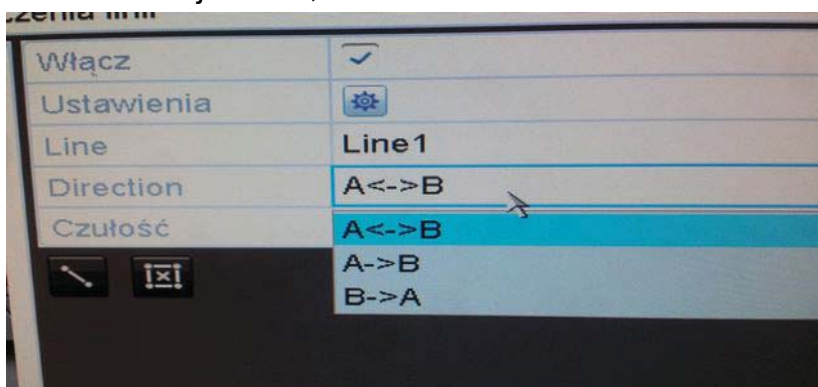 Włącz
Ustawienia
Line Line1
Direction A<->B
Czułość A<->B
A->B
B->A